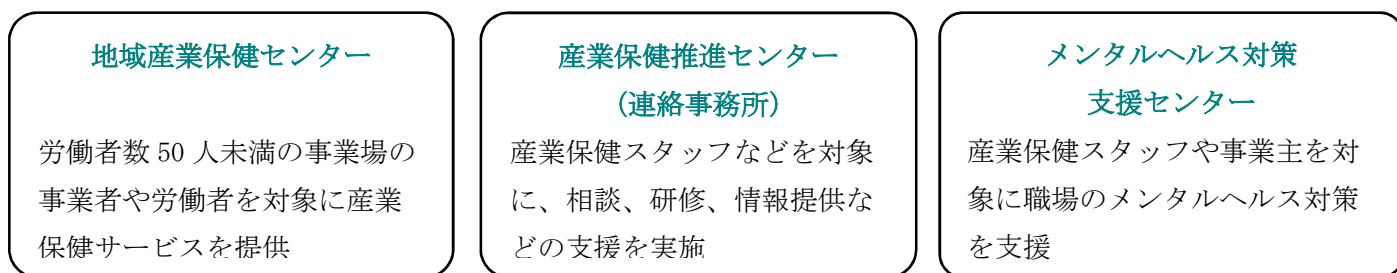 地域産業保健センター
労働者数 50 人未満の事業場の
事業者や労働者を対象に産業
保健サービスを提供
産業保健推進センター
(連絡事務所)
産業保健スタッフなどを対象
に、相談、研修、情報提供な
どの支援を実施
メンタルヘルス対策
支援センター
産業保健スタッフや事業主を対
象に職場のメンタルヘルス対策
を支援